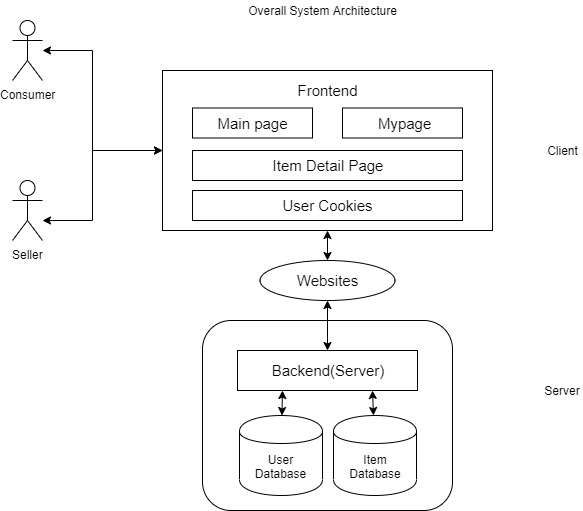 Overall System Architecture
Consumer
Frontend
Main page
Mypage
Client
Item Detail Page
User Cookies
Seller
Websites
Backend(Server)
Server
User
Database
Item
Database